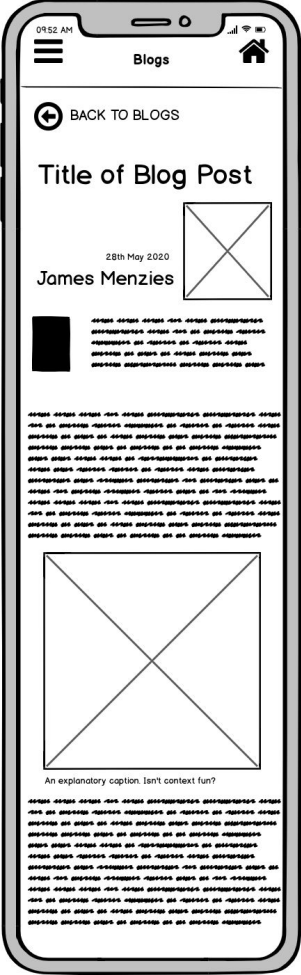 09:52 AM
Blogs
BACK TO BLOGS
Title of Blog Post
28th May 2020
James Menzies
An explanatory caption. Isn't context fun?